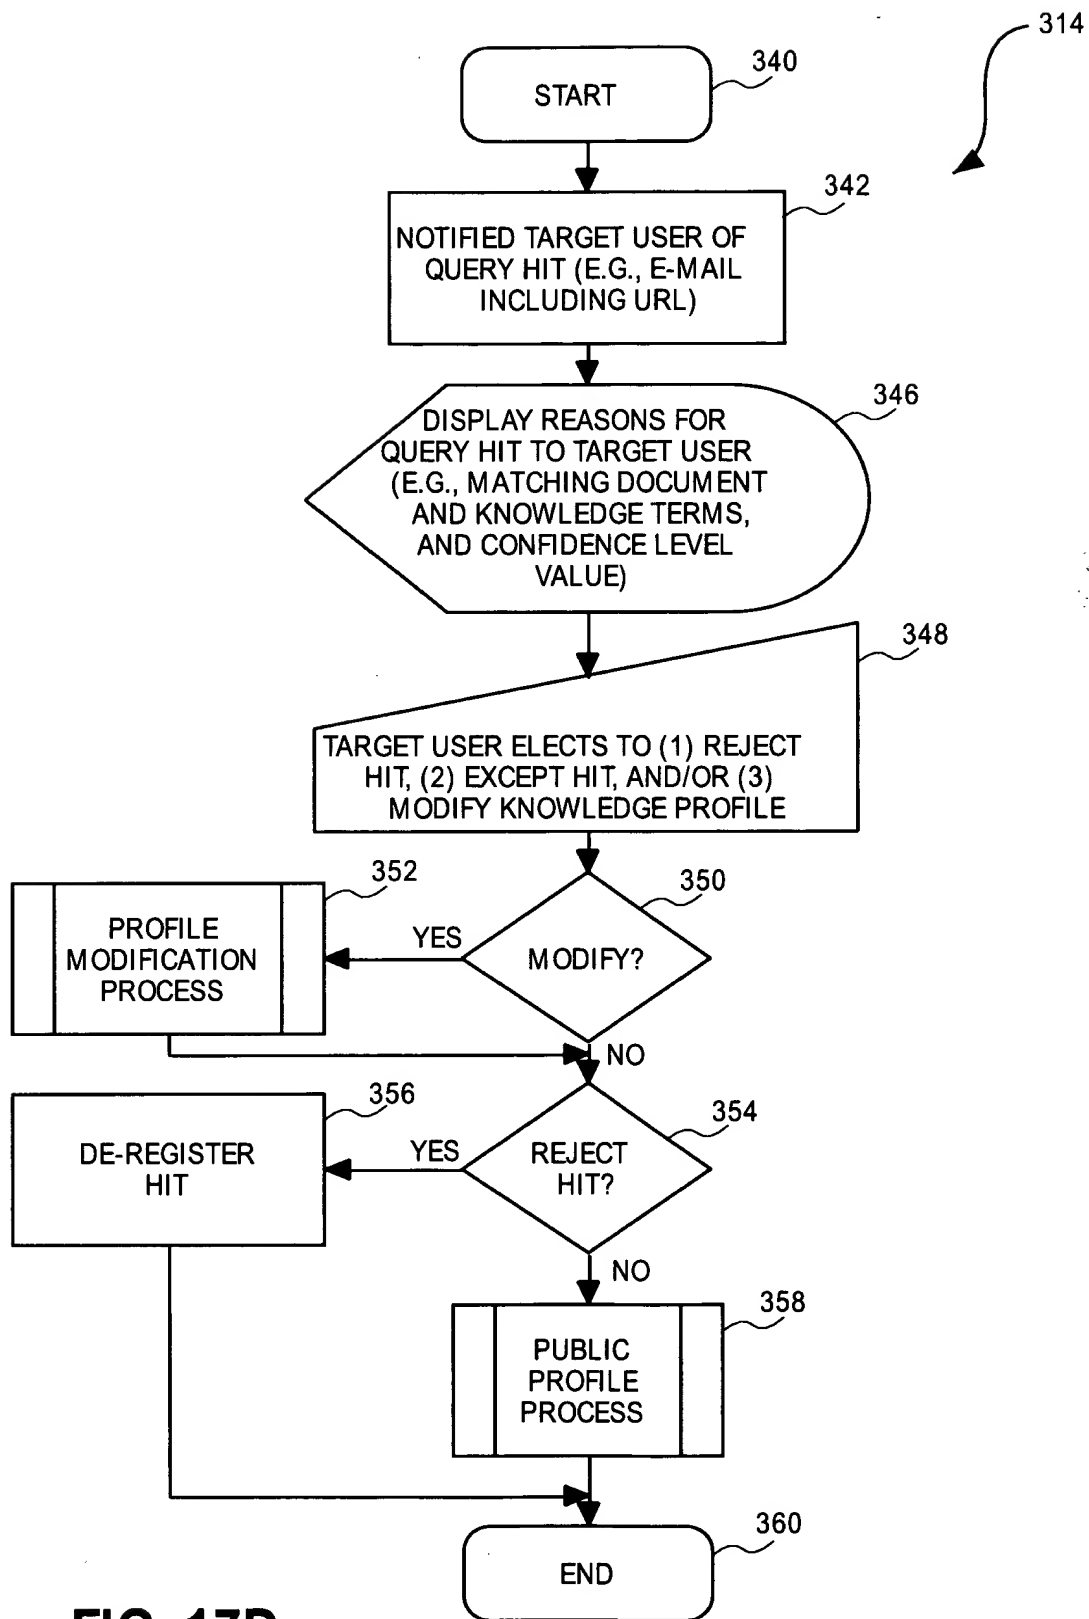 314
340
START
342
NOTIFIED TARGET USER OF
QUERY HIT (E.G., E-MAIL
INCLUDING URL)
346
DISPLAY REASONS FOR
QUERY HIT TO TARGET USER
(E.G., MATCHING DOCUMENT
AND KNOWLEDGE TERMS,
AND CONFIDENCE LEVEL
VALUE)
348
TARGET USER ELECTS TO (1) REJECT
HIT, (2) EXCEPT HIT, AND/OR (3)
MODIFY KNOWLEDGE PROFILE
352
350
PROFILE
MODIFICATION
PROCESS
YES
MODIFY?
NO
356
354
DE-REGISTER
HIT
YES
REJECT
HIT?
NO
358
PUBLIC
PROFILE
PROCESS
360
END